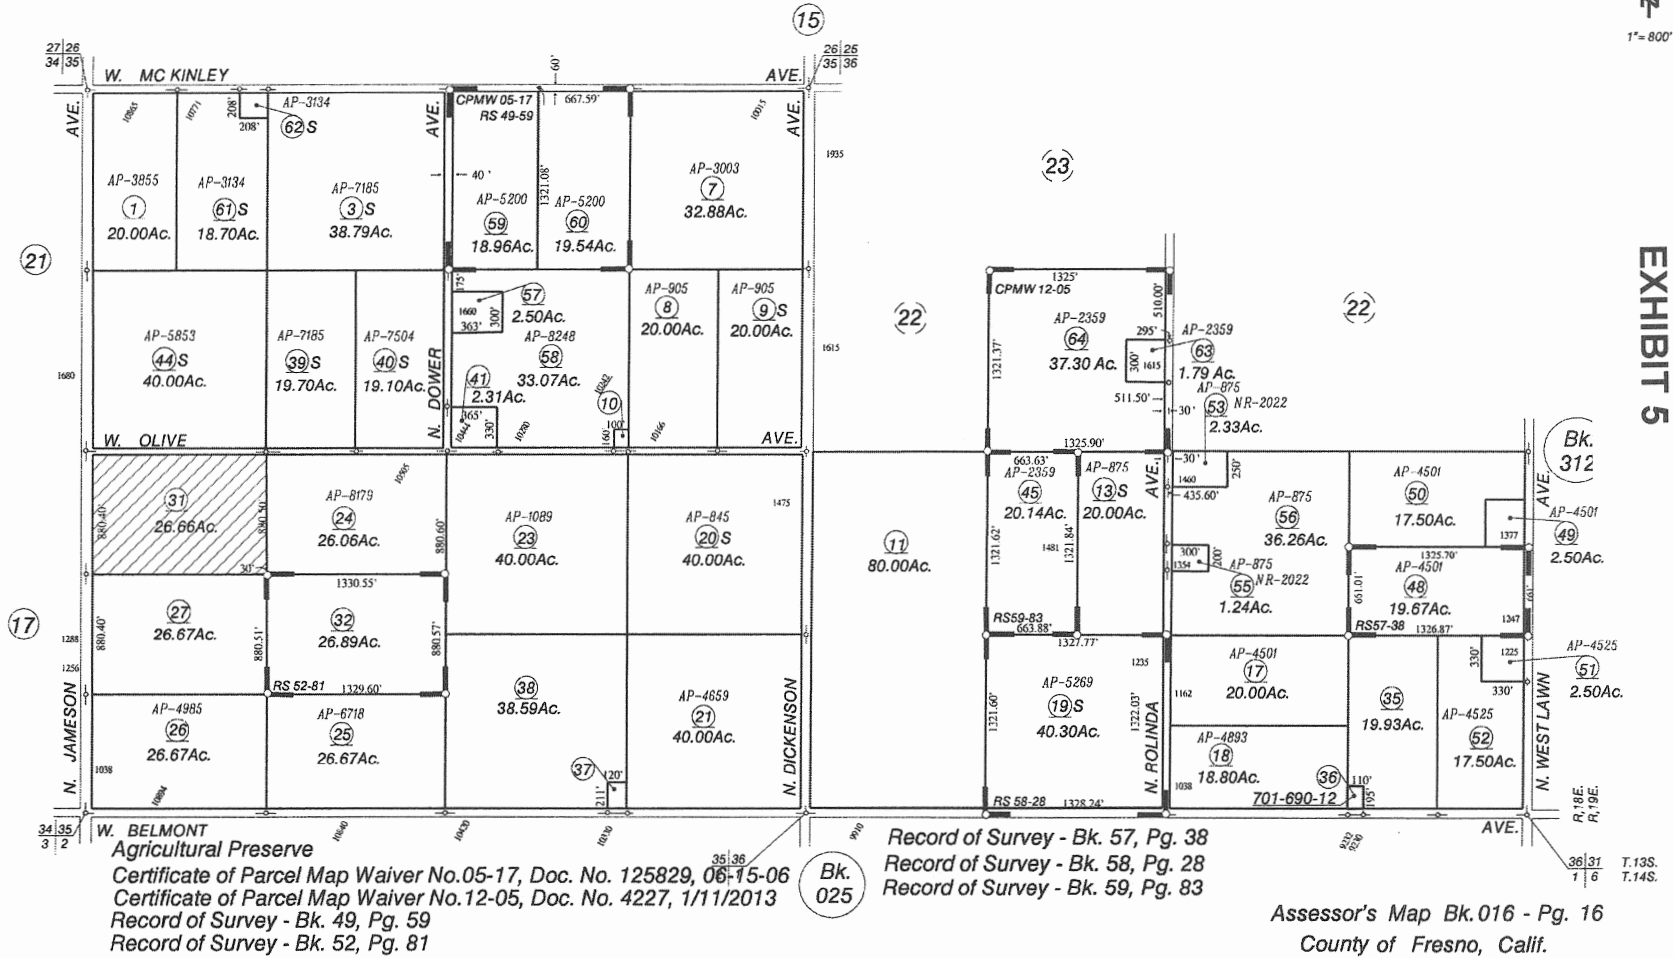 15
1"= 800'
27 26
34 35
26 25
35 36
W. MC KINLEY AVE.
60'
AVE.
AVE.
AVE.
10865
10771
208'
208'
AP-3134
62 S
CPMW 05-17
RS 49-59
667.59'
10015
1935
23
AP-3855
1
20.00Ac.
AP-3134
61 S
18.70Ac.
AP-7185
3 S
38.79Ac.
40'
AP-5200
59
18.96Ac.
1321.08'
AP-5200
60
19.54Ac.
AP-3003
7
32.88Ac.
21
EXHIBIT 5
AP-5853
44 S
40.00Ac.
1680
AP-7185
39 S
19.70Ac.
AP-7504
40 S
19.10Ac.
N. DOWER
175'
1660
363'
300'
57
2.50Ac.
AP-8248
58
33.07Ac.
41
2.31Ac.
365'
330'
10444
10280
10242
10
100'
160'
10166
AP-905
8
20.00Ac.
AP-905
9 S
20.00Ac.
1615
22
1325'
CPMW 12-05
510.00'
AP-2359
64
37.30 Ac.
1321.37'
295'
300'
1615
AP-2359
63
1.79 Ac.
511.50'
30'
AP-875
53 NR-2022
2.33Ac.
22
Bk.
312
W. OLIVE AVE.
31
26.66Ac.
880.40'
880.50'
30'
AP-8179
24
26.06Ac.
10505
880.60'
AP-1089
23
40.00Ac.
AP-845
20 S
40.00Ac.
1475
11
80.00Ac.
1325.90'
663.63'
AP-2359
45
20.14Ac.
1321.62'
1481
1321.84'
AP-875
13 S
20.00Ac.
AVE.
30'
1460
250'
435.60'
AP-875
56
36.26Ac.
300'
200'
1354
AP-875
55 NR-2022
1.24Ac.
AP-4501
50
17.50Ac.
AVE.
AP-4501
49
2.50Ac.
1377
1325.70'
AP-4501
48
19.67Ac.
651.01'
661'
1247
RS57-38
1326.87'
17
27
26.67Ac.
880.40'
1288
1256
1330.55'
32
26.89Ac.
880.51'
880.57'
RS 52-81
1329.60'
RS59-83
663.88'
1327.77'
N. JAMESON
AP-4985
26
26.67Ac.
1038
10894
AP-6718
25
26.67Ac.
38
38.59Ac.
37
120'
211'
AP-4659
21
40.00Ac.
N. DICKENSON
AP-5269
19 S
40.30Ac.
1321.60'
1322.03'
1235
RS 58-28
1328.24'
N. ROLINDA
AP-4501
17
20.00Ac.
1162
AP-4893
18
18.80Ac.
1038
36
110'
195'
701-690-12
35
19.93Ac.
330'
1225
330'
AP-4525
51
2.50Ac.
AP-4525
52
17.50Ac.
N. WESTLAWN
R,18E.
R,19E.
34 35
3 2
W. BELMONT AVE.
10640
10420
10330
9910
9232
9230
35 36
Bk.
025
36 31
1 6
T.13S.
T.14S.
Agricultural Preserve
Certificate of Parcel Map Waiver No.05-17, Doc. No. 125829, 06-15-06
Certificate of Parcel Map Waiver No.12-05, Doc. No. 4227, 1/11/2013
Record of Survey - Bk. 49, Pg. 59
Record of Survey - Bk. 52, Pg. 81
Record of Survey - Bk. 57, Pg. 38
Record of Survey - Bk. 58, Pg. 28
Record of Survey - Bk. 59, Pg. 83
Assessor's Map Bk. 016 - Pg. 16
County of Fresno, Calif.